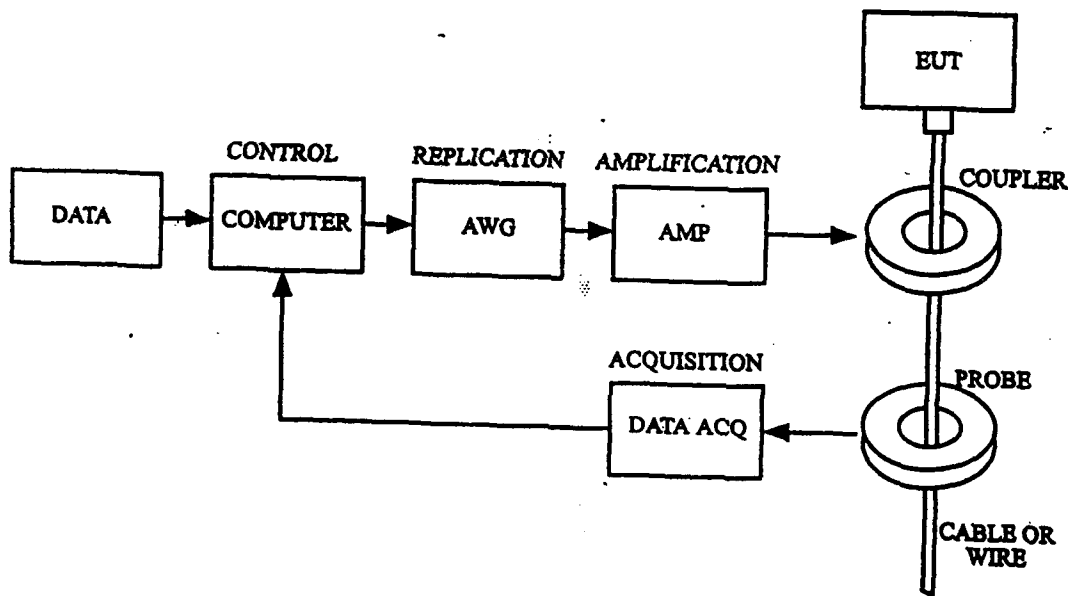 EUT
CONTROL
REPLICATION
AMPLIFICATION
COUPLER
DATA
COMPUTER
AWG
AMP
ACQUISITION
PROBE
DATA ACQ
CABLE OR
WIRE